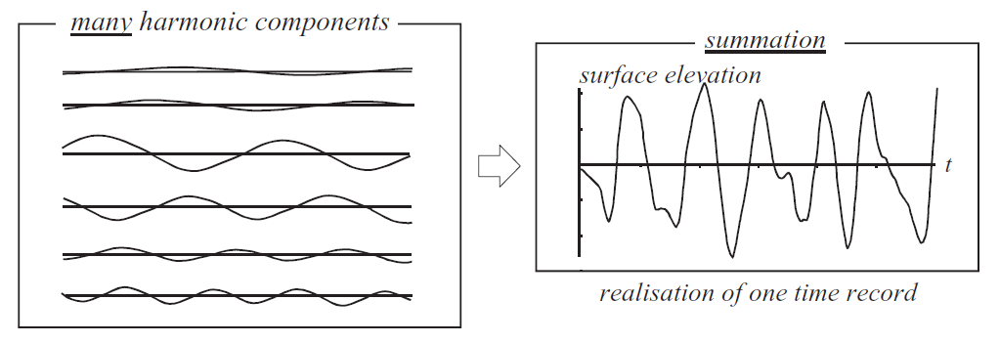 many harmonic components
summation
surface elevation
t
realisation of one time record